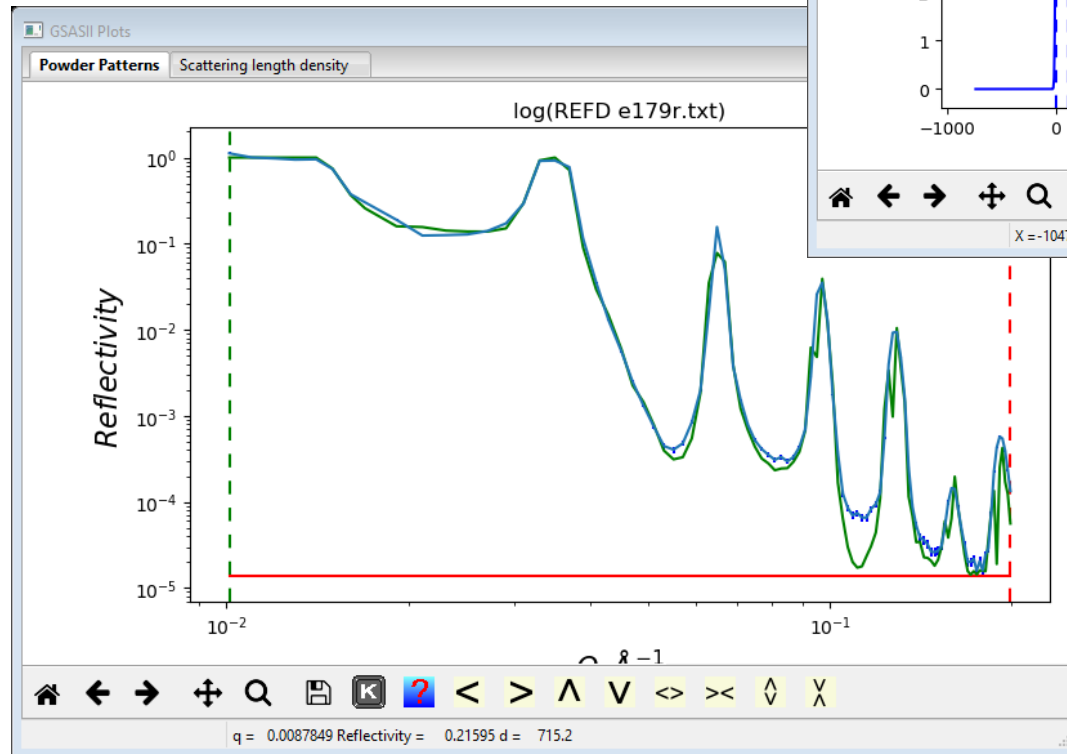 GSASII Plots
Powder Patterns Scattering length density
log(REFD e179r.txt)
Reflectivity
10⁰
10⁻¹
10⁻²
10⁻³
10⁻⁴
10⁻⁵
10⁻² 10⁻¹
Å⁻¹
1
0
−1000 0
X =-104
K ? < > Λ V <> ><
q = 0.0087849 Reflectivity = 0.21595 d = 715.2